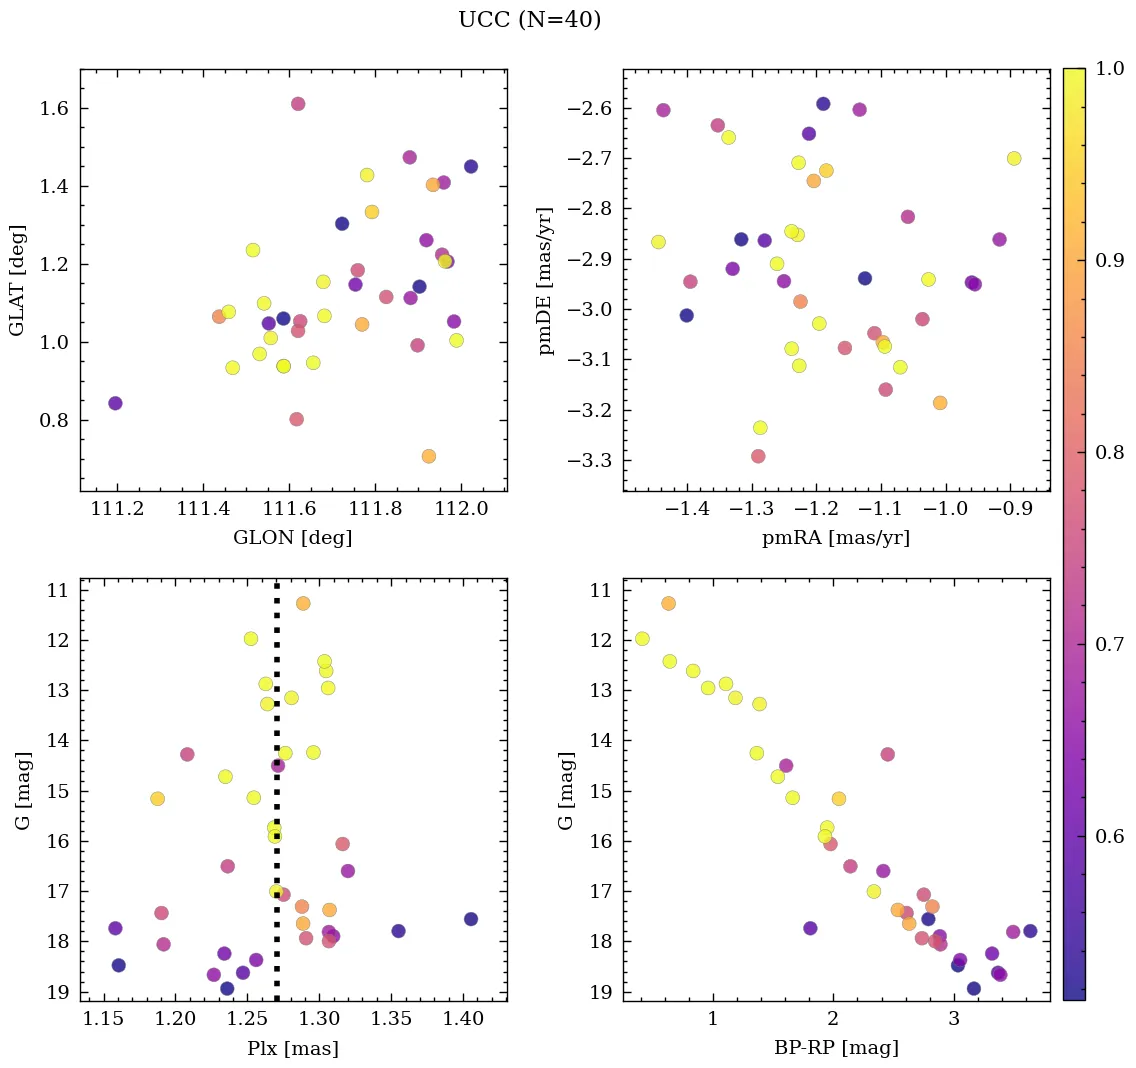 UCC (N=40)
1.6
1.4
1.2
1.0
0.8
GLAT [deg]
111.2 111.4 111.6 111.8 112.0
GLON [deg]
−2.6
−2.7
−2.8
−2.9
−3.0
−3.1
−3.2
−3.3
pmDE [mas/yr]
−1.4 −1.3 −1.2 −1.1 −1.0 −0.9
pmRA [mas/yr]
1.0
0.9
0.8
0.7
0.6
11
12
13
14
15
16
17
18
19
G [mag]
1.15 1.20 1.25 1.30 1.35 1.40
Plx [mas]
11
12
13
14
15
16
17
18
19
G [mag]
1 2 3
BP-RP [mag]